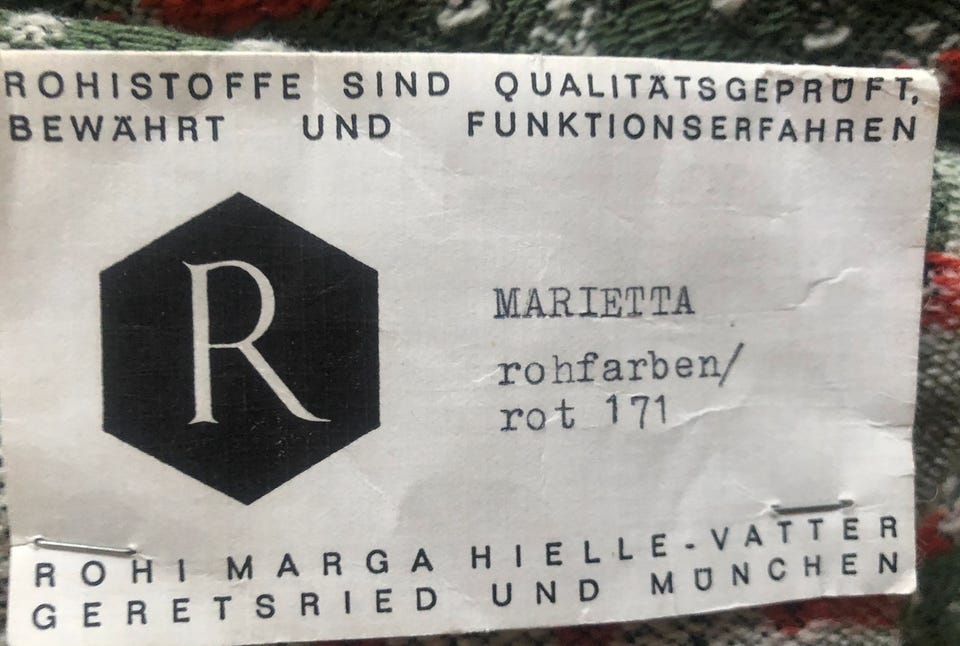 ROHISTOFFE SIND QUALITÄTSGEPRÜFT,
BEWÄHRT UND FUNKTIONSERFAHREN
R
MARIETTA
rohfarben/
rot 171
ROHI MARGA HIELLE-VATTER
GERETSRIED UND MÜNCHEN